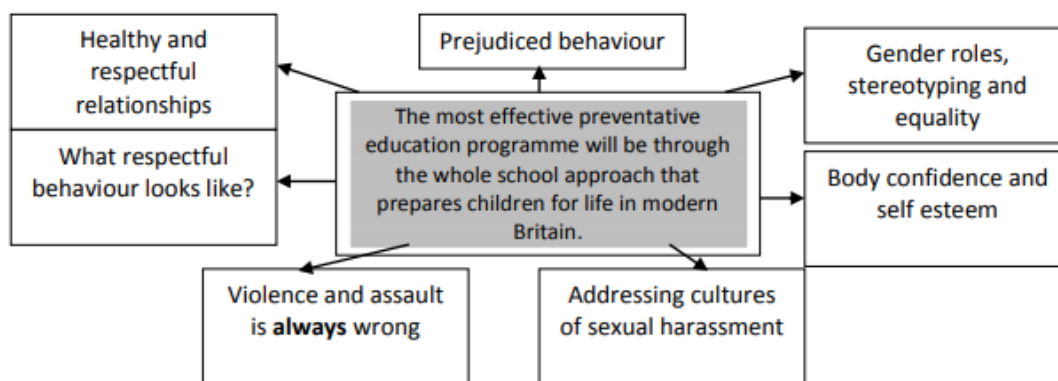 Healthy and
respectful
relationships
Prejudiced behaviour
Gender roles,
stereotyping and
equality
The most effective preventative
education programme will be through
the whole school approach that
prepares children for life in modern
Britain.
What respectful
behaviour looks like?
Body confidence and
self esteem
Violence and assault
is always wrong
Addressing cultures
of sexual harassment